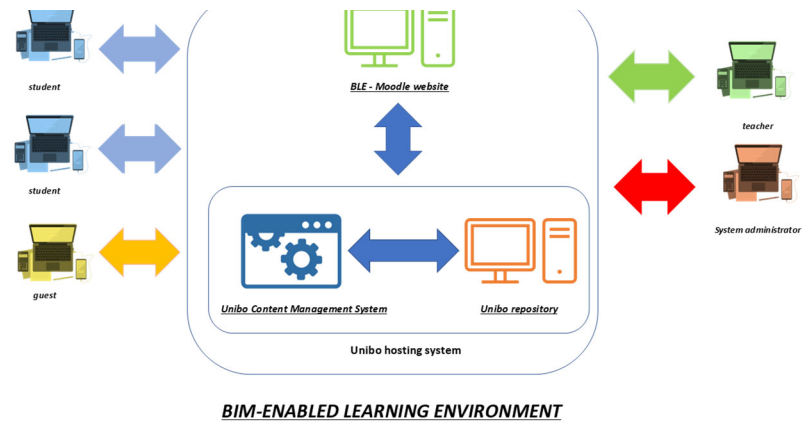 student
BLE - Moodle website
teacher
student
System administrator
guest
Unibo Content Management System
Unibo repository
Unibo hosting system
BIM-ENABLED LEARNING ENVIRONMENT